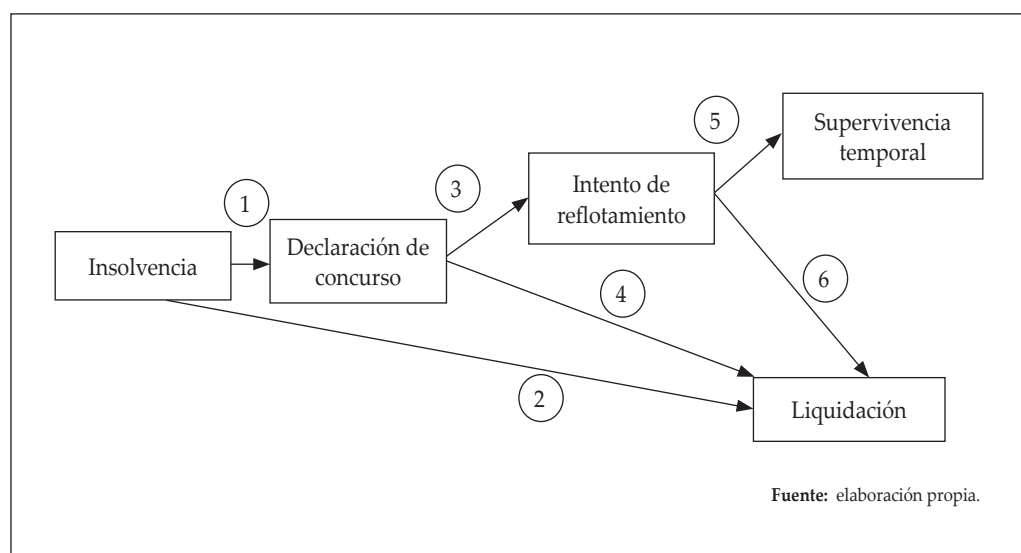 5
Supervivencia
temporal
3
Intento de
reflotamiento
1
Declaración de
concurso
Insolvencia
4
6
2
Liquidación
Fuente: elaboración propia.